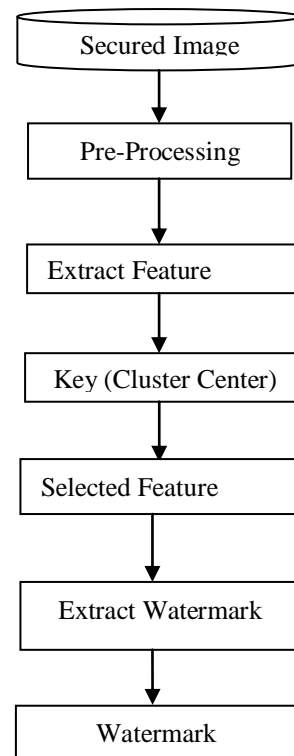 Secured Image
Pre-Processing
Extract Feature
Key (Cluster Center)
Selected Feature
Extract Watermark
Watermark